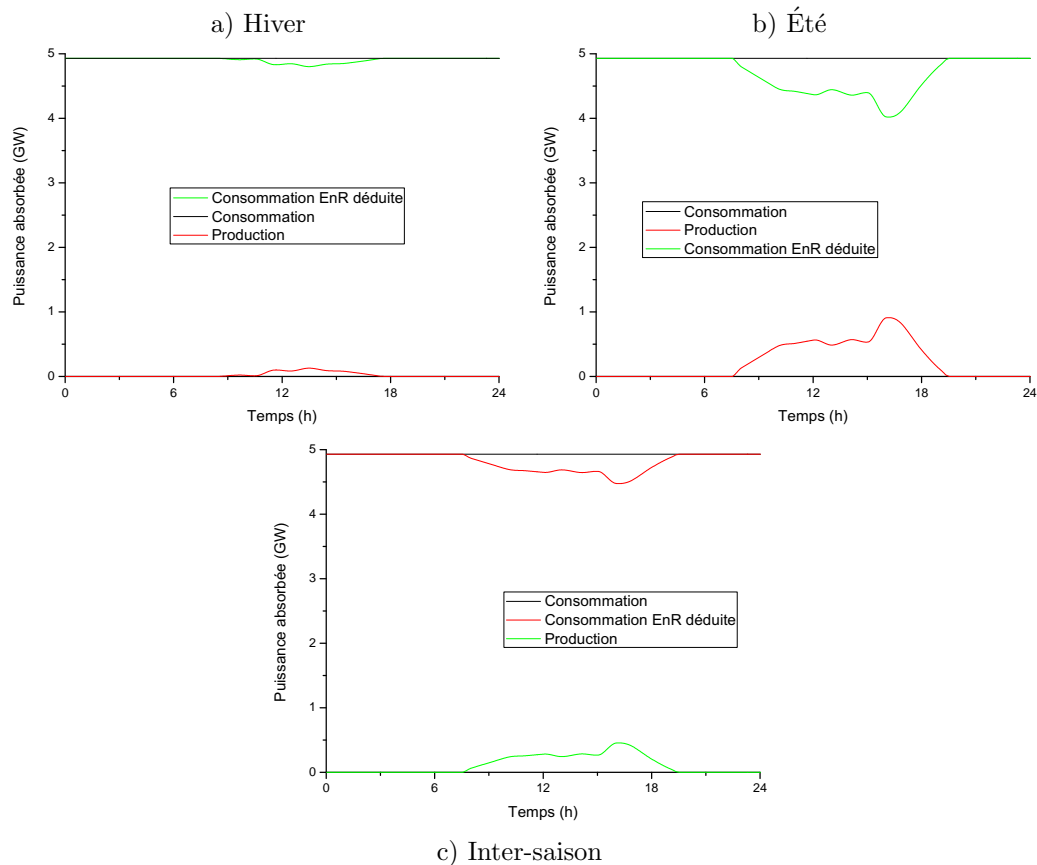 a) Hiver
5
4
3
2
1
0
Puissance absorbée (GW)
Consommation EnR déduite
Consommation
Production
0
6
12
18
24
Temps (h)
b) Été
5
4
3
2
1
0
Puissance absorbée (GW)
Consommation
Production
Consommation EnR déduite
0
6
12
18
24
Temps (h)
5
4
3
2
1
0
Puissance absorbée (GW)
Consommation
Consommation EnR déduite
Production
0
6
12
18
24
Temps (h)
c) Inter-saison